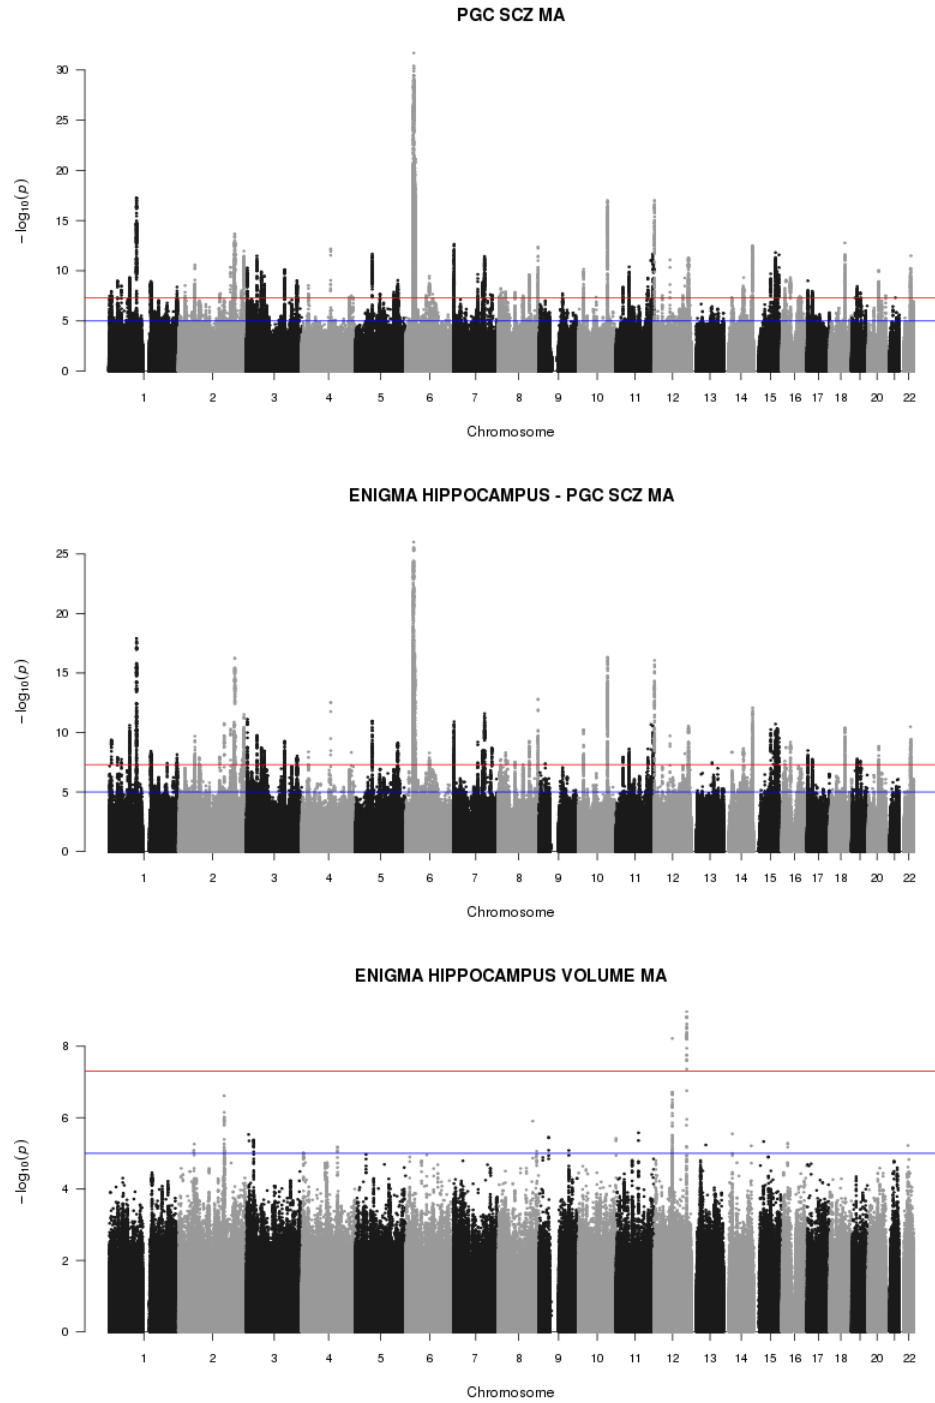 PGC SCZ MA
30
25
20
15
10
5
0
− log10(p)
1 2 3 4 5 6 7 8 9 10 11 12 13 14 15 16 17 18 20 22
Chromosome
ENIGMA HIPPOCAMPUS - PGC SCZ MA
25
20
15
10
5
0
− log10(p)
1 2 3 4 5 6 7 8 9 10 11 12 13 14 15 16 17 18 20 22
Chromosome
ENIGMA HIPPOCAMPUS VOLUME MA
8
6
4
2
0
− log10(p)
1 2 3 4 5 6 7 8 9 10 11 12 13 14 15 16 17 18 20 22
Chromosome